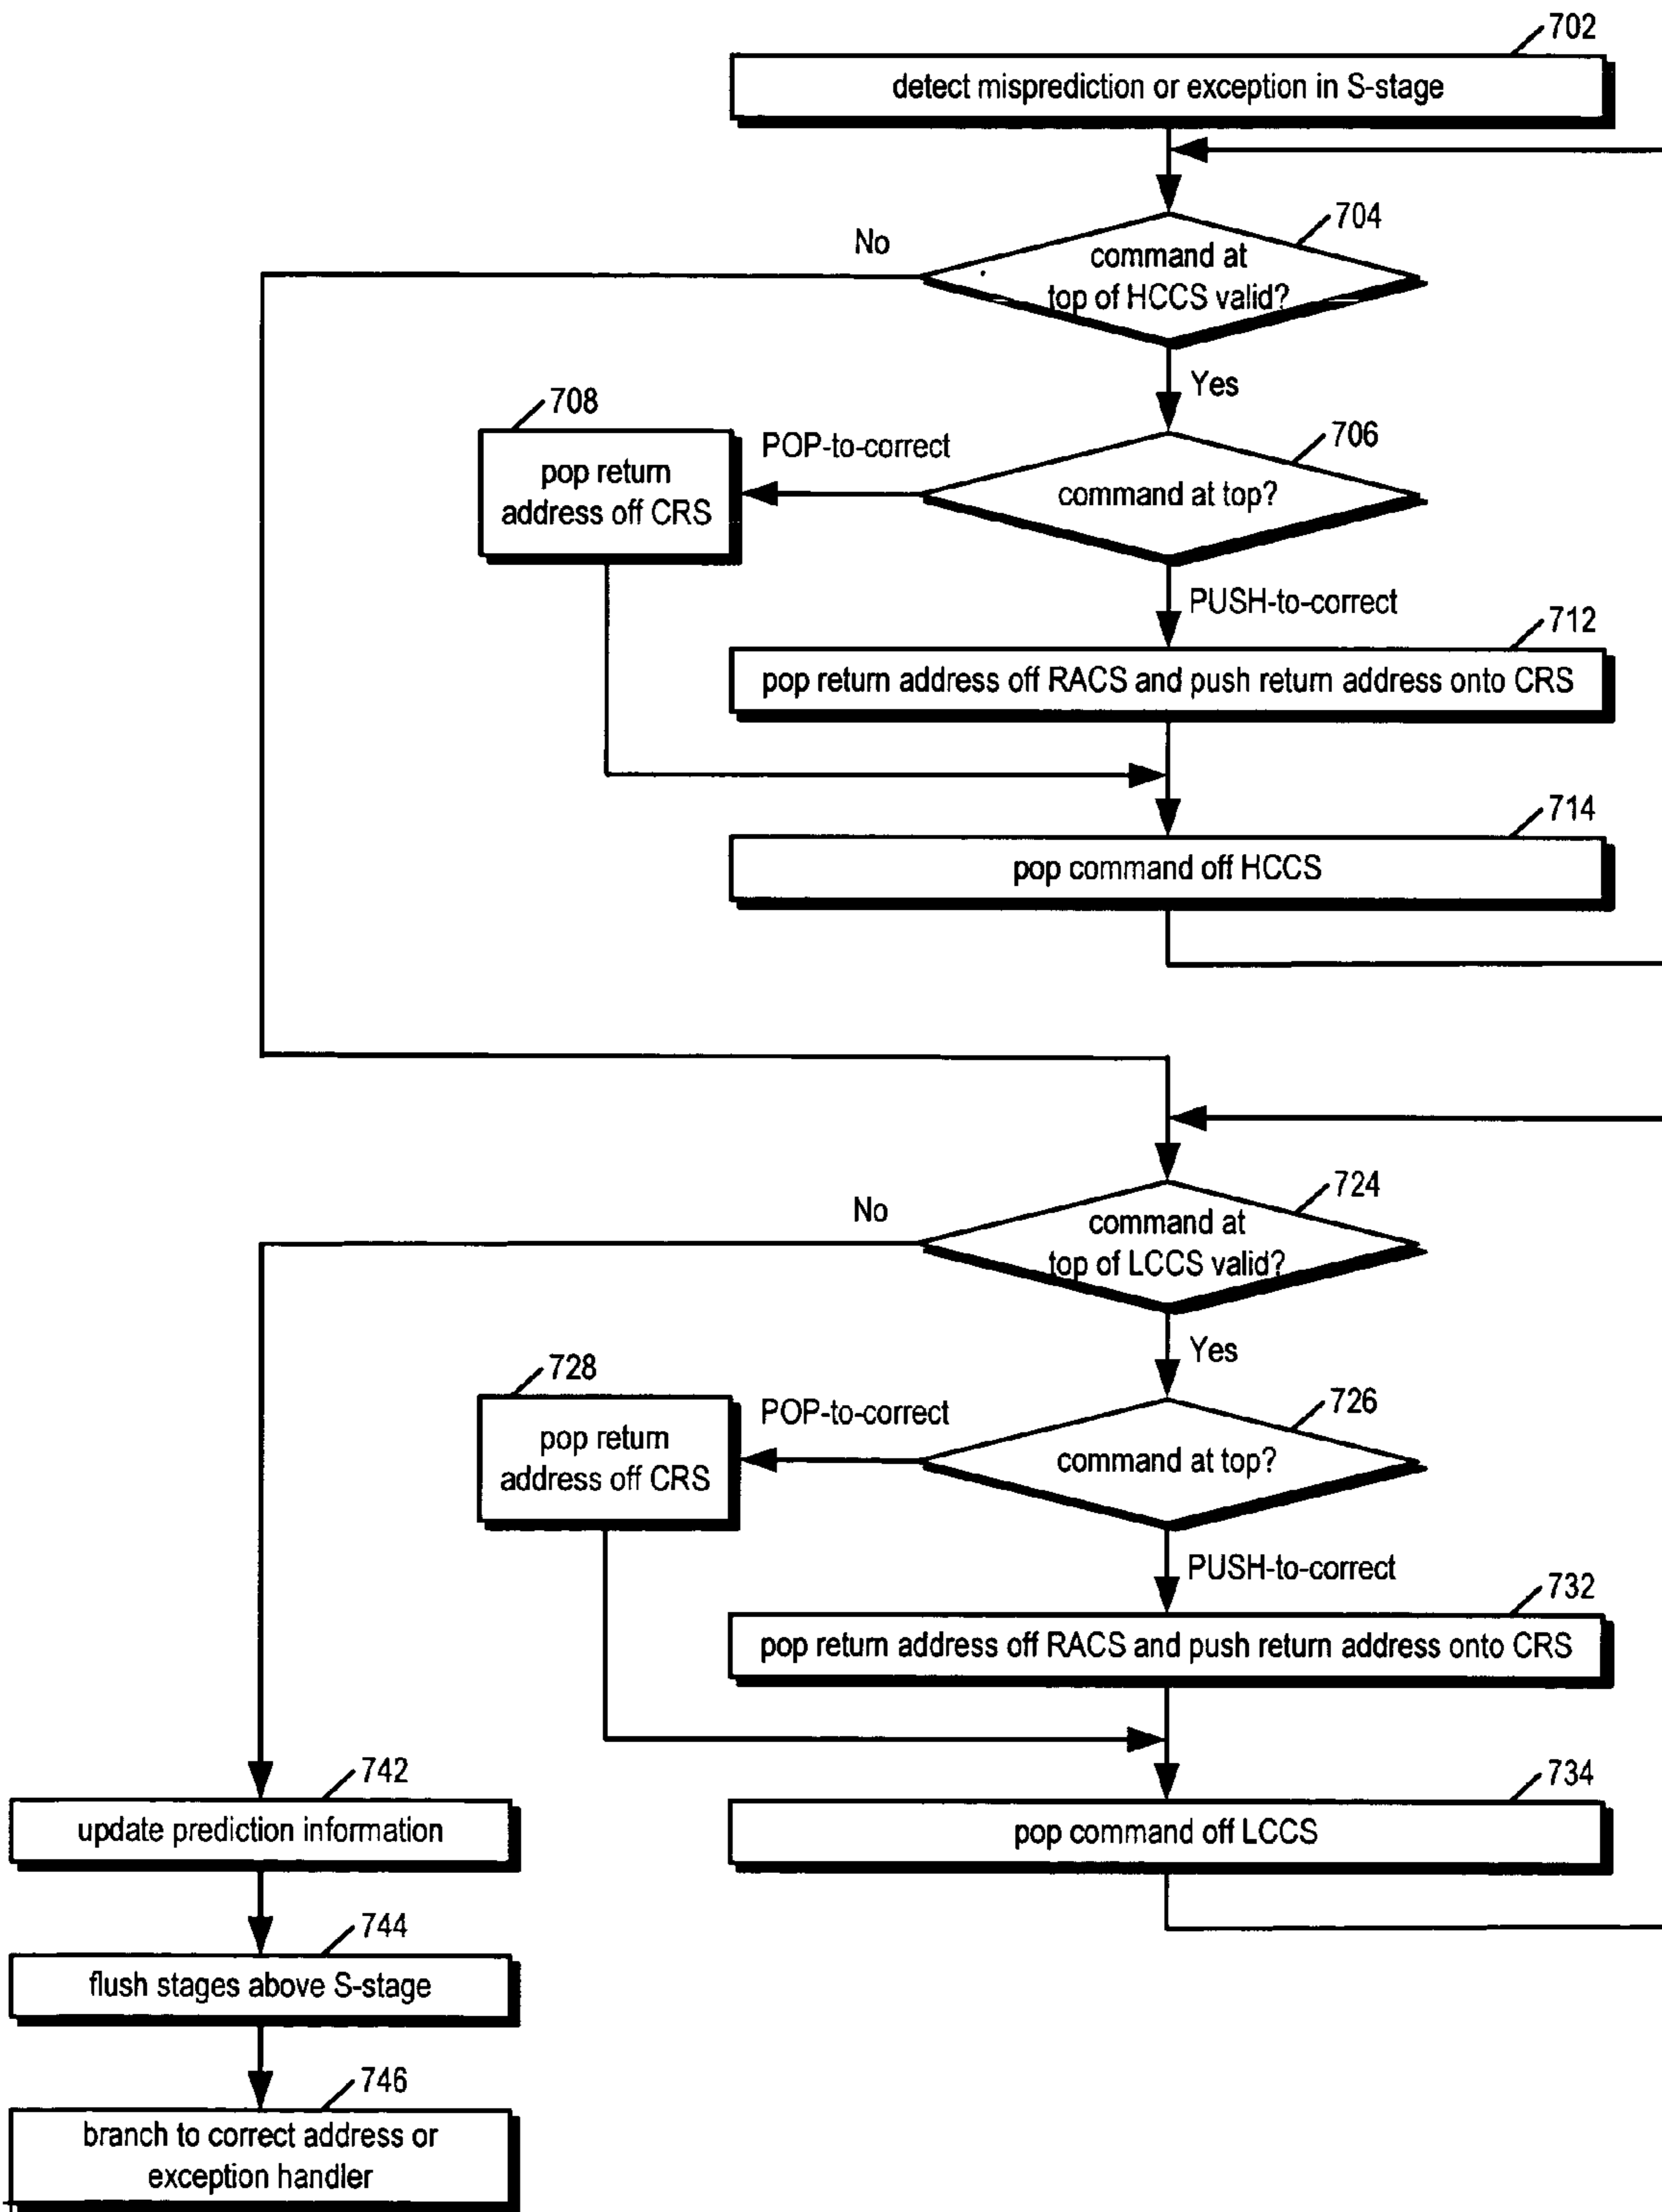 702
detect misprediction or exception in S-stage
704
No
command at
top of HCCS valid?
Yes
708
706
POP-to-correct
pop return
address off CRS
command at top?
PUSH-to-correct
712
pop return address off RACS and push return address onto CRS
714
pop command off HCCS
724
No
command at
top of LCCS valid?
Yes
728
726
POP-to-correct
pop return
address off CRS
command at top?
PUSH-to-correct
732
pop return address off RACS and push return address onto CRS
742
734
update prediction information
pop command off LCCS
744
flush stages above S-stage
746
branch to correct address or
exception handler